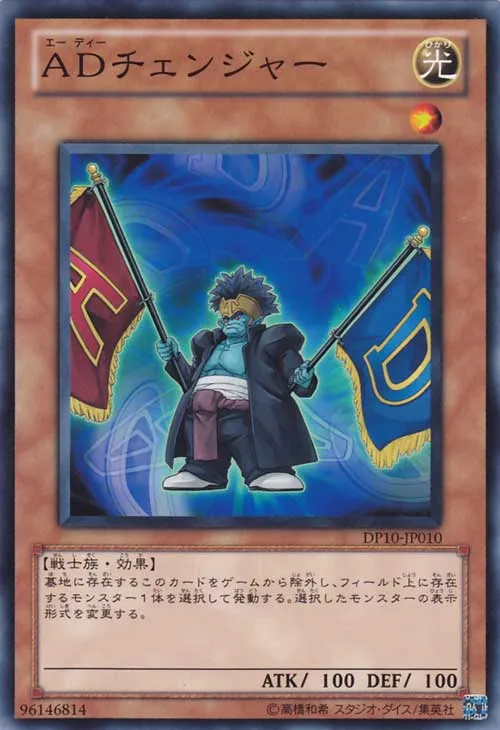 エー ディー
ADチェンジャー
ひかり
光
A
D
DP10-JP010
【戦士族・効果】
墓地に存在するこのカードをゲームから除外し、フィールド上に存在
するモンスター1体を選択して発動する。選択したモンスターの表示
形式を変更する。
ATK/ 100 DEF/ 100
96146814
©高橋和希 スタジオ・ダイス/集英社